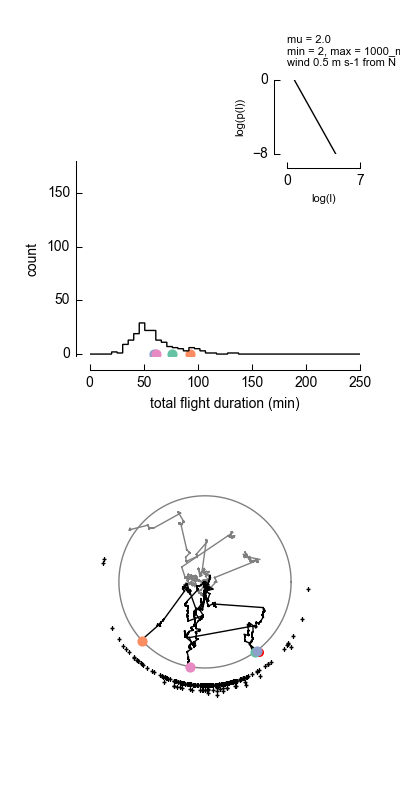 mu = 2.0
min = 2, max = 1000_m
wind 0.5 m s-1 from N
0
log(p(l))
−8
0 7
log(l)
150
count
100
50
0
0 50 100 150 200 250
total flight duration (min)